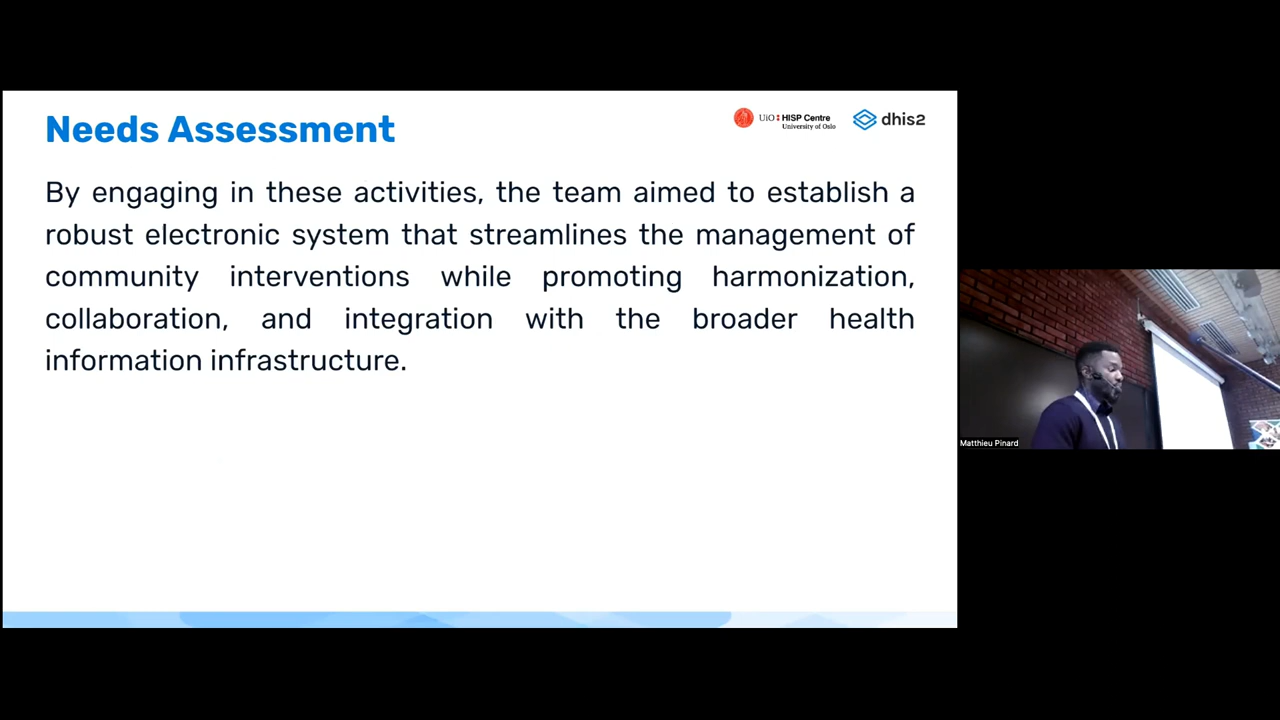 Needs Assessment
UiO HISP Centre
University of Oslo
dhis2
By engaging in these activities, the team aimed to establish a
robust electronic system that streamlines the management of
community interventions while promoting harmonization,
collaboration, and integration with the broader health
information infrastructure.
Matthieu Pinard